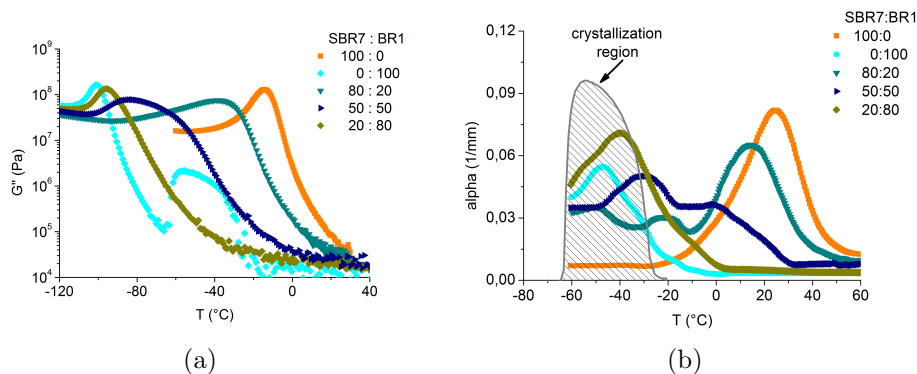 SBR7 : BR1
100 : 0
0 : 100
80 : 20
50 : 50
20 : 80
10⁹
10⁸
10⁷
10⁶
10⁵
10⁴
G'' (Pa)
-120
-80
-40
0
40
T (°C)
(a)
crystallization
region
SBR7:BR1
100:0
0:100
80:20
50:50
20:80
0,12
0,09
0,06
0,03
0,00
alpha (1/mm)
-80
-60
-40
-20
0
20
40
60
T (°C)
(b)